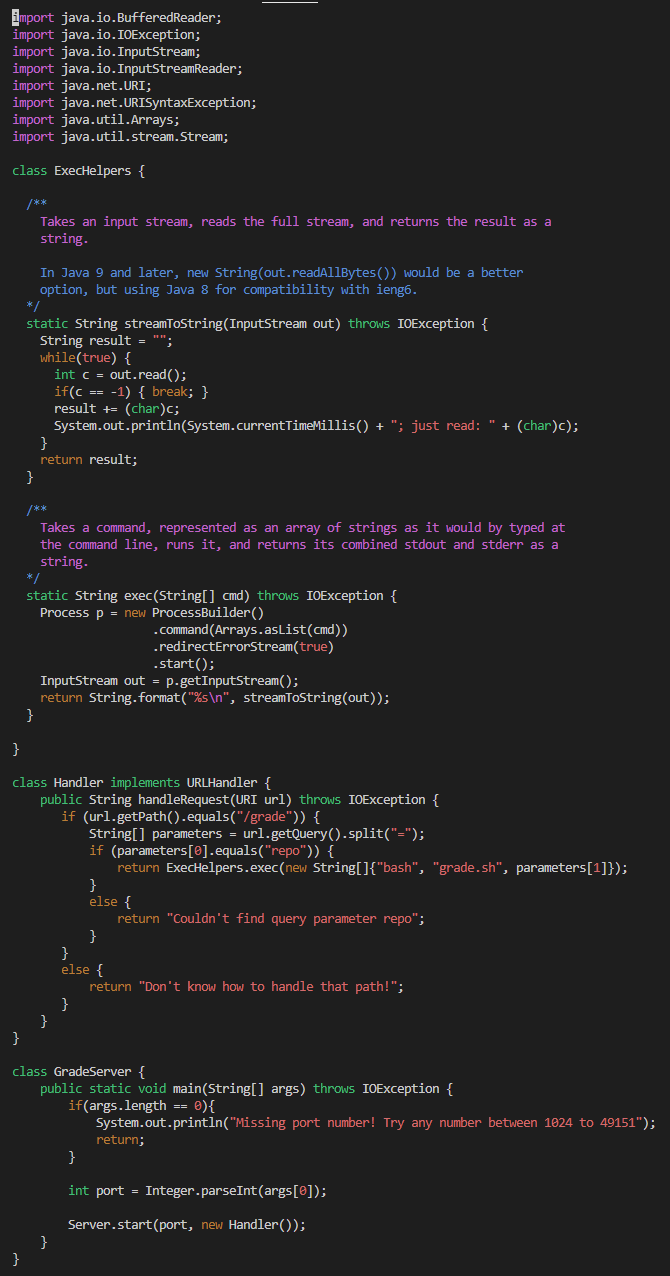 import java.io.BufferedReader;
import java.io.IOException;
import java.io.InputStream;
import java.io.InputStreamReader;
import java.net.URI;
import java.net.URISyntaxException;
import java.util.Arrays;
import java.util.stream.Stream;

class ExecHelpers {

  /**
    Takes an input stream, reads the full stream, and returns the result as a
    string.

    In Java 9 and later, new String(out.readAllBytes()) would be a better
    option, but using Java 8 for compatibility with ieng6.
  */
  static String streamToString(InputStream out) throws IOException {
    String result = "";
    while(true) {
      int c = out.read();
      if(c == -1) { break; }
      result += (char)c;
      System.out.println(System.currentTimeMillis() + "; just read: " + (char)c);
    }
    return result;
  }

  /**
    Takes a command, represented as an array of strings as it would by typed at
    the command line, runs it, and returns its combined stdout and stderr as a
    string.
  */
  static String exec(String[] cmd) throws IOException {
    Process p = new ProcessBuilder()
                    .command(Arrays.asList(cmd))
                    .redirectErrorStream(true)
                    .start();
    InputStream out = p.getInputStream();
    return String.format("%s\n", streamToString(out));
  }

}

class Handler implements URLHandler {
    public String handleRequest(URI url) throws IOException {
       if (url.getPath().equals("/grade")) {
           String[] parameters = url.getQuery().split("=");
           if (parameters[0].equals("repo")) {
               return ExecHelpers.exec(new String[]{"bash", "grade.sh", parameters[1]});
           }
           else {
               return "Couldn't find query parameter repo";
           }
       }
       else {
           return "Don't know how to handle that path!";
       }
    }
}

class GradeServer {
    public static void main(String[] args) throws IOException {
        if(args.length == 0){
            System.out.println("Missing port number! Try any number between 1024 to 49151");
            return;
        }

        int port = Integer.parseInt(args[0]);

        Server.start(port, new Handler());
    }
}